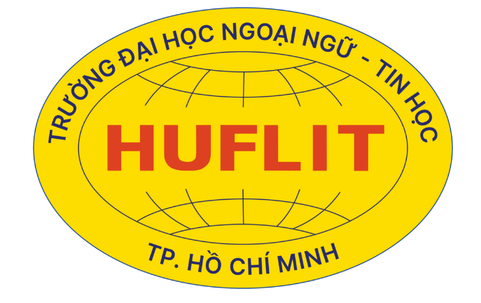 TRƯỜNG ĐẠI HỌC NGOẠI NGỮ - TIN HỌC
HUFLIT
TP. HỒ CHÍ MINH